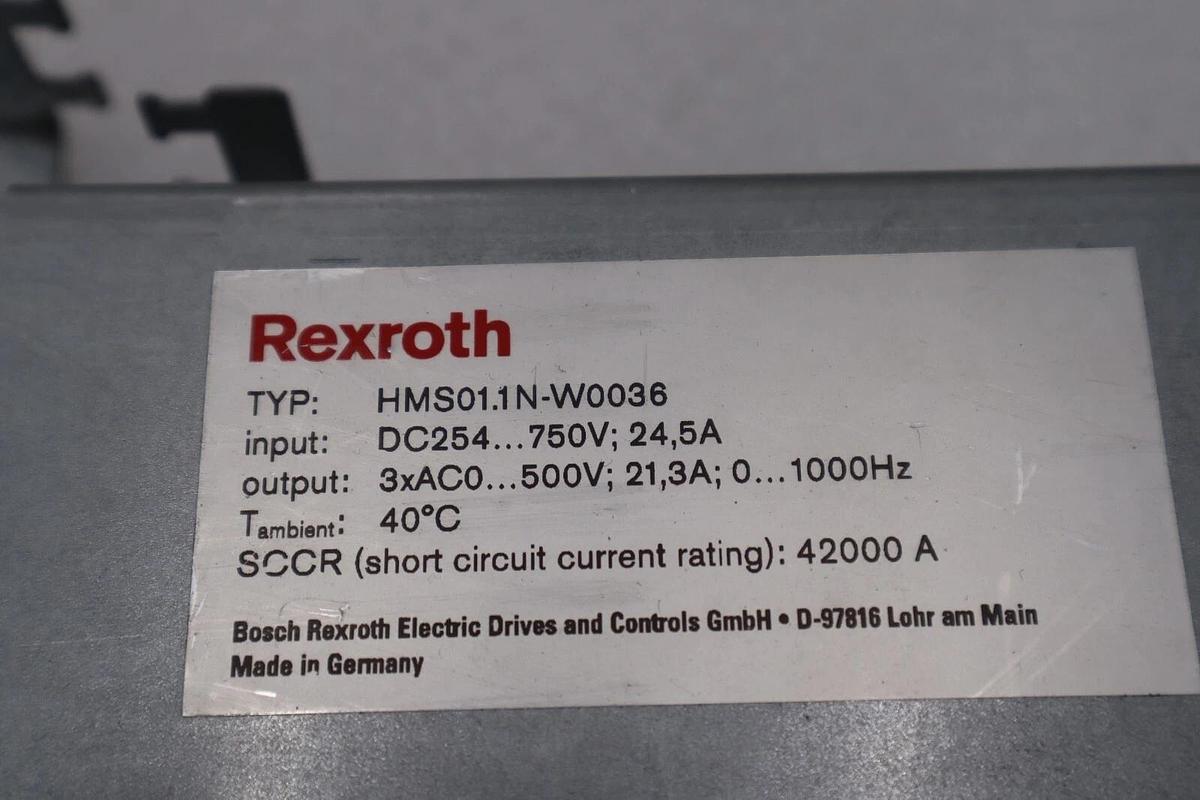 Rexroth
TYP: HMS01.1N-W0036
input: DC254...750V; 24,5A
output: 3xAC0...500V; 21,3A; 0...1000Hz
Tambient: 40°C
SCCR (short circuit current rating): 42000 A
Bosch Rexroth Electric Drives and Controls GmbH • D-97816 Lohr am Main
Made in Germany